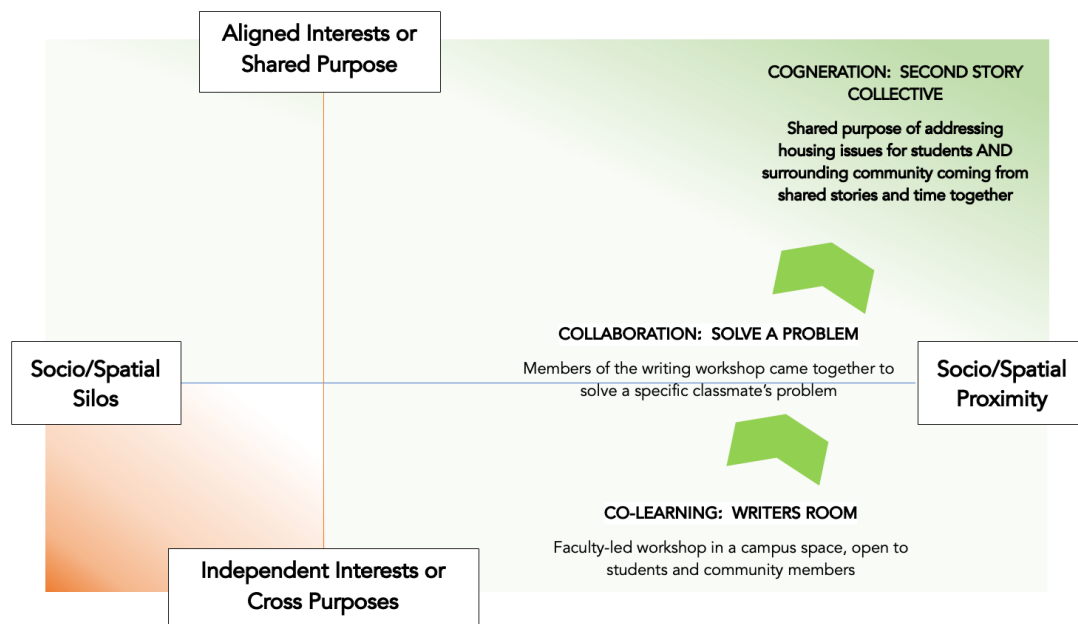 Aligned Interests or
Shared Purpose
COGNERATION: SECOND STORY
COLLECTIVE
Shared purpose of addressing
housing issues for students AND
surrounding community coming from
shared stories and time together
COLLABORATION: SOLVE A PROBLEM
Members of the writing workshop came together to
solve a specific classmate's problem
Socio/Spatial
Silos
Socio/Spatial
Proximity
CO-LEARNING: WRITERS ROOM
Faculty-led workshop in a campus space, open to
students and community members
Independent Interests or
Cross Purposes